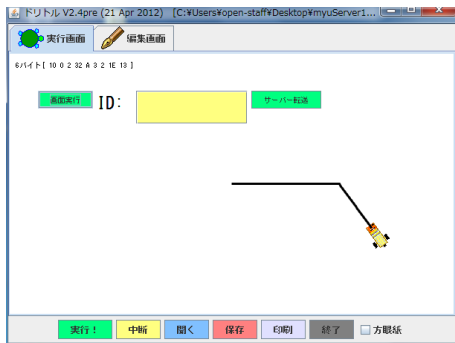 ドリトル V2.4pre (21 Apr 2012) [C:¥Users¥open-staff¥Desktop¥myuServer1...
実行画面 編集画面
6バイト[ 10 0 2 32 A 3 2 1E 13 ]
画面実行 ID: サーバー転送
実行！ 中断 開く 保存 印刷 終了 方眼紙